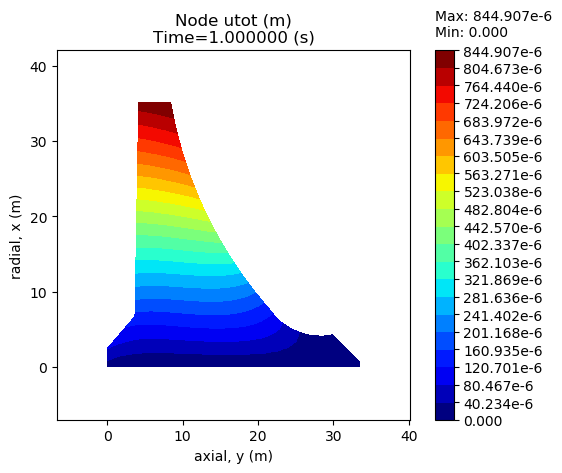 Node utot (m)
Time=1.000000 (s)
Max: 844.907e-6
Min: 0.000
40
30
20
10
0
radial, x (m)
0
10
20
30
40
axial, y (m)
844.907e-6
804.673e-6
764.440e-6
724.206e-6
683.972e-6
643.739e-6
603.505e-6
563.271e-6
523.038e-6
482.804e-6
442.570e-6
402.337e-6
362.103e-6
321.869e-6
281.636e-6
241.402e-6
201.168e-6
160.935e-6
120.701e-6
80.467e-6
40.234e-6
0.000